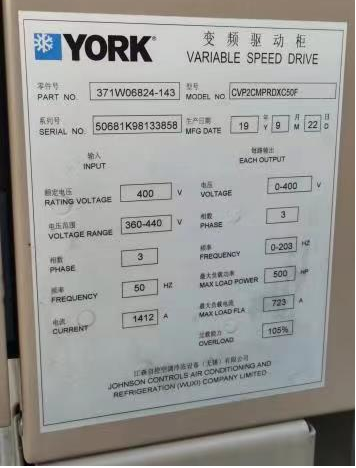 YORK®
变频驱动柜
VARIABLE SPEED DRIVE
零件号 型号
PART NO. 371W06824-143 MODEL NO. CVP2CMPRDXC50F
系列号 生产日期
SERIAL NO. 50681K98133858 MFG DATE 19 Y 9 M 22 D
输入 每路输出
INPUT EACH OUTPUT
额定电压 电压
RATING VOLTAGE 400 V VOLTAGE 0-400 V
电压范围 相数
VOLTAGE RANGE 360-440 V PHASE 3
相数 频率
PHASE 3 FREQUENCY 0-203 HZ
频率 最大负载功率
FREQUENCY 50 HZ MAX LOAD POWER 500 HP
电流 最大负载电流
CURRENT 1412 A MAX LOAD FLA 723 A
过载能力
OVERLOAD 105%
江森自控空调冷冻设备（无锡）有限公司
JOHNSON CONTROLS AIR CONDITIONING AND
REFRIGERATION (WUXI) COMPANY LIMITED